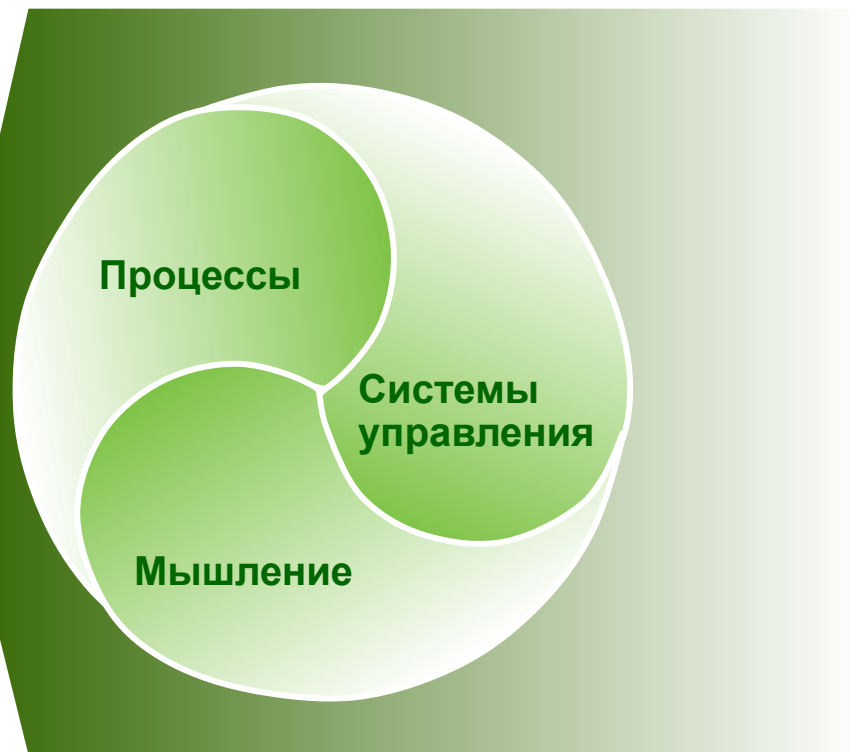 Процессы
Системы
управления
Мышление